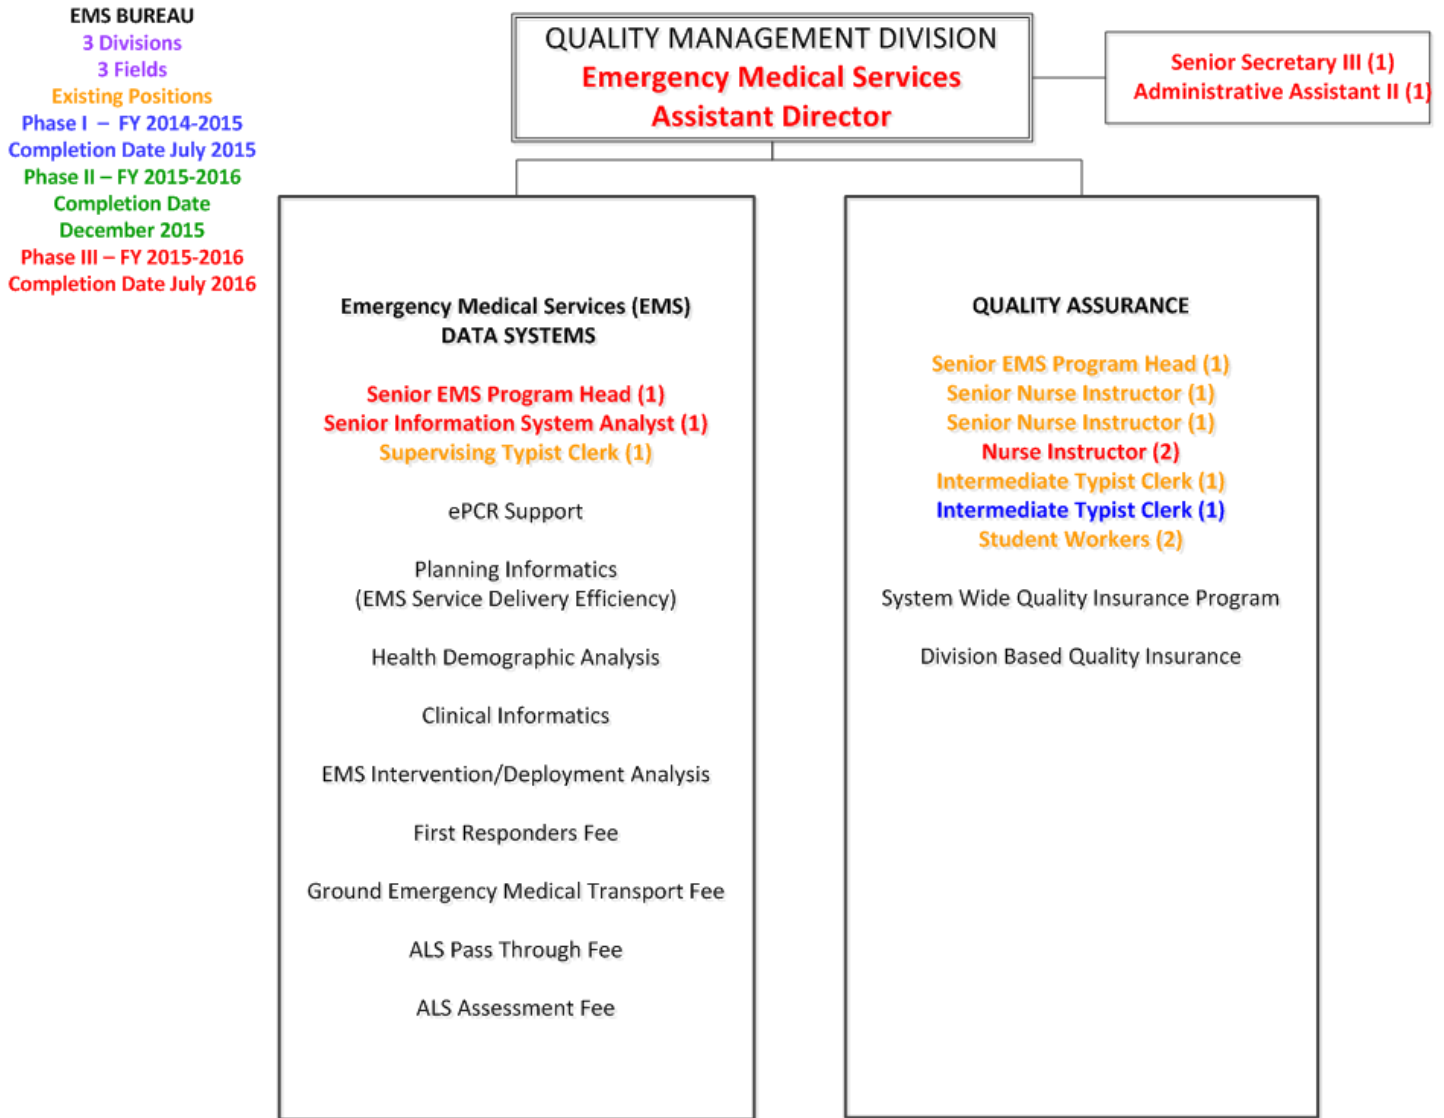 EMS BUREAU
3 Divisions
3 Fields
Existing Positions
Phase I – FY 2014-2015
Completion Date July 2015
Phase II – FY 2015-2016
Completion Date
December 2015
Phase III – FY 2015-2016
Completion Date July 2016
QUALITY MANAGEMENT DIVISION
Emergency Medical Services
Assistant Director
Senior Secretary III (1)
Administrative Assistant II (1)
Emergency Medical Services (EMS)
DATA SYSTEMS
Senior EMS Program Head (1)
Senior Information System Analyst (1)
Supervising Typist Clerk (1)
ePCR Support
Planning Informatics
(EMS Service Delivery Efficiency)
Health Demographic Analysis
Clinical Informatics
EMS Intervention/Deployment Analysis
First Responders Fee
Ground Emergency Medical Transport Fee
ALS Pass Through Fee
ALS Assessment Fee
QUALITY ASSURANCE
Senior EMS Program Head (1)
Senior Nurse Instructor (1)
Senior Nurse Instructor (1)
Nurse Instructor (2)
Intermediate Typist Clerk (1)
Intermediate Typist Clerk (1)
Student Workers (2)
System Wide Quality Insurance Program
Division Based Quality Insurance